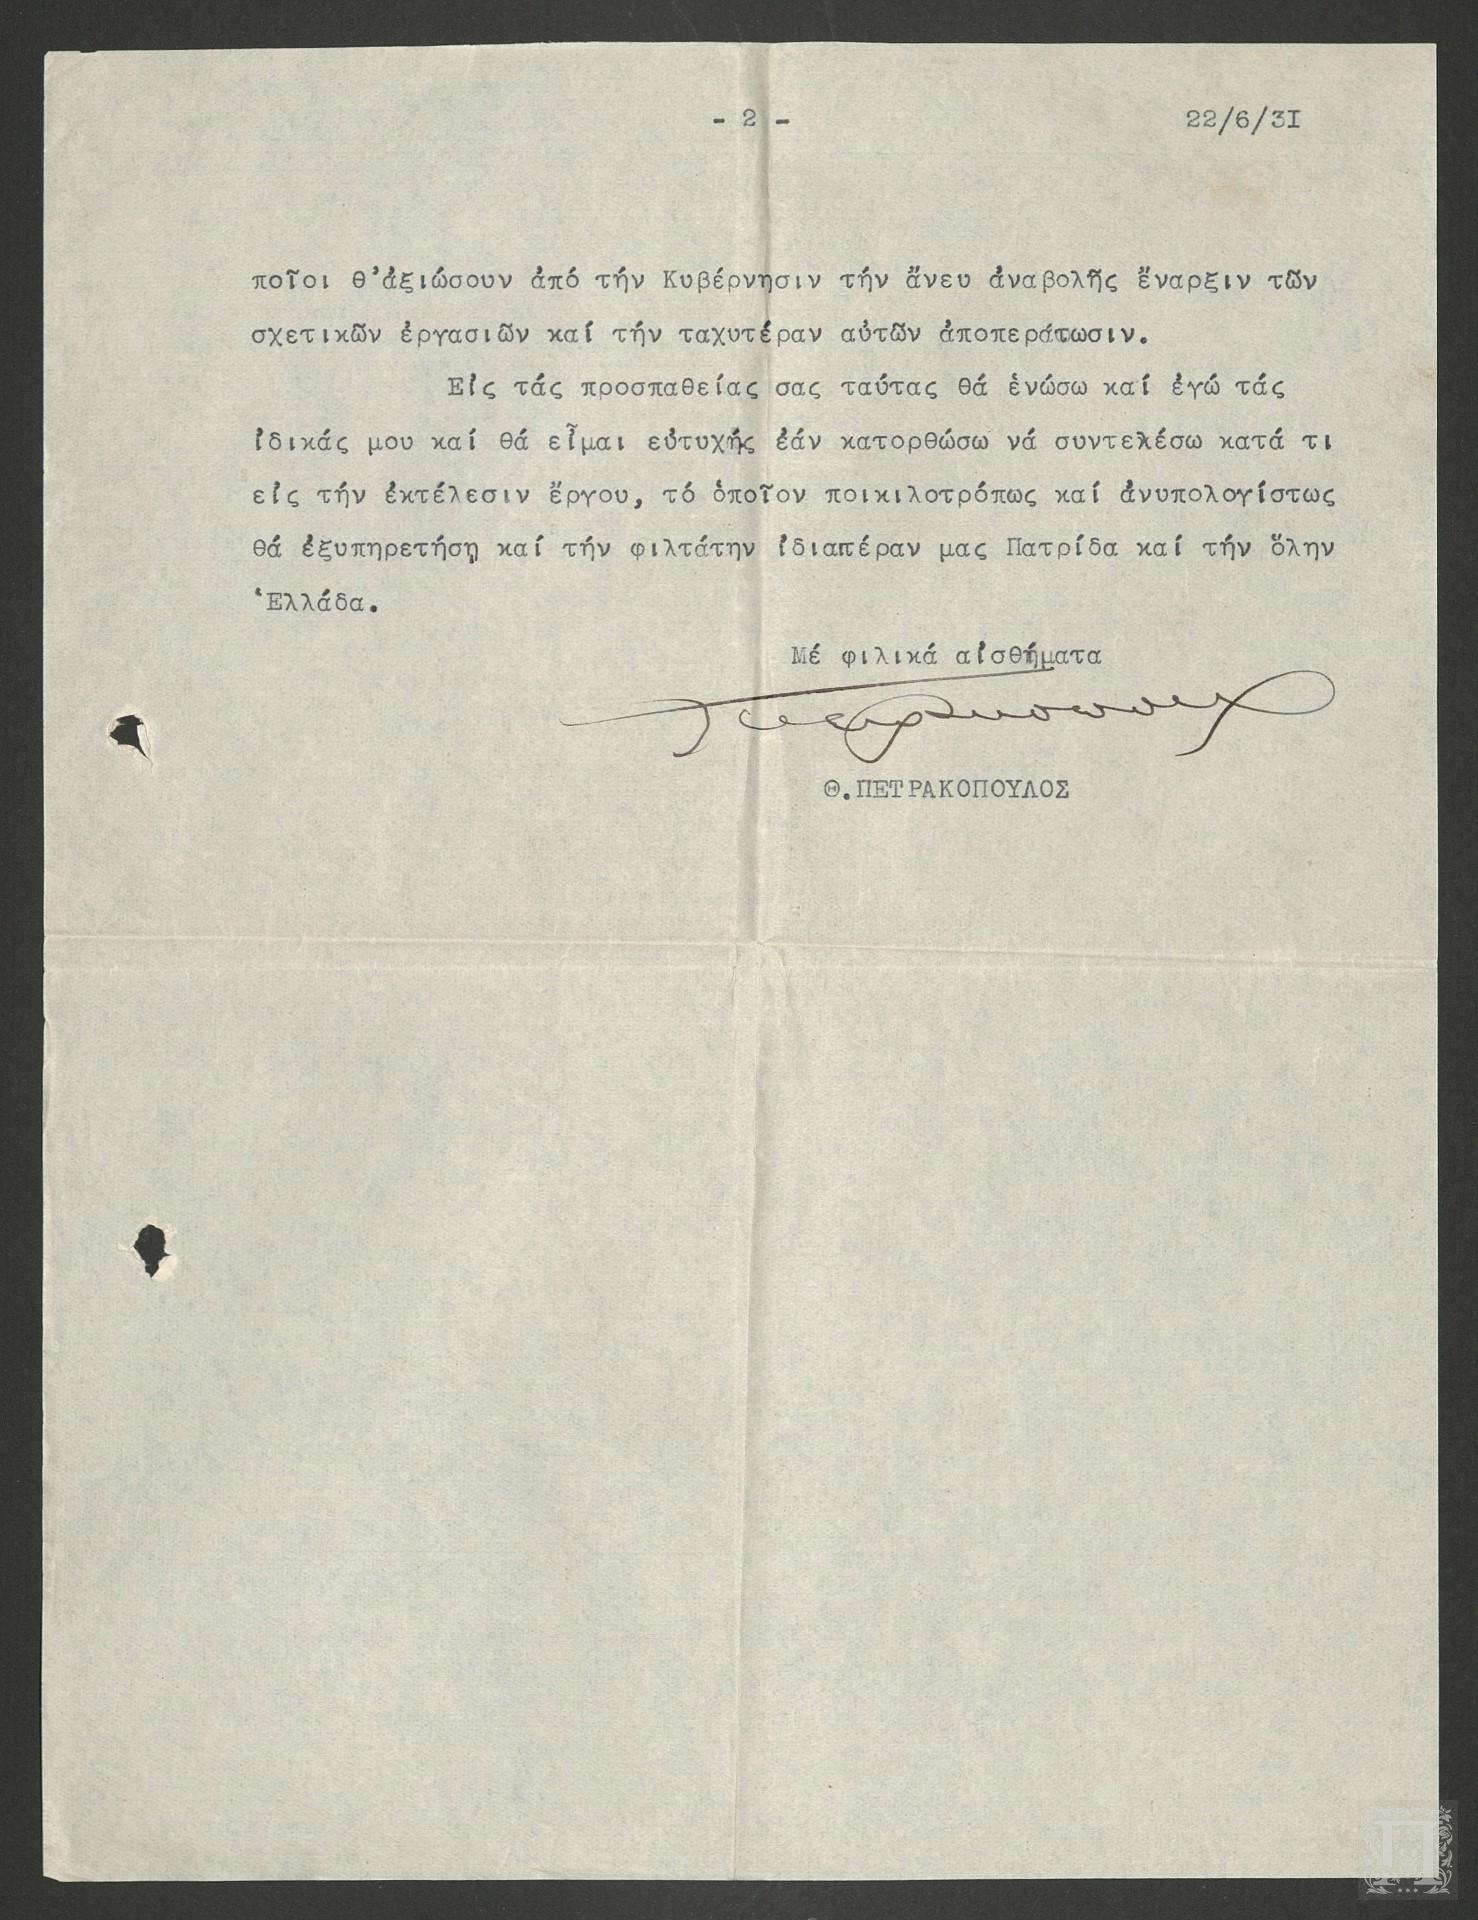 - 2 -
22/6/31
ποῖοι θ'ἀξιώσουν ἀπό τήν Κυβέρνησιν τήν ἄνευ ἀναβολῆς ἔναρξιν τῶν
σχετικῶν ἐργασιῶν καί τήν ταχυτέραν αὐτῶν ἀποπεράτωσιν.
Εἰς τάς προσπαθείας σας ταύτας θά ἑνώσω καί ἐγώ τάς
ἰδικάς μου καί θά εἶμαι εὐτυχής ἐάν κατορθώσω νά συντελέσω κατά τι
εἰς τήν ἐκτέλεσιν ἔργου, τό ὁποῖον ποικιλοτρόπως καί ἀνυπολογίστως
θά ἐξυπηρετήσῃ καί τήν φιλτάτην ἰδιαιτέραν μας Πατρίδα καί τήν ὅλην
Ἑλλάδα.
Μέ φιλικά αἰσθήματα
Θ.ΠΕΤΡΑΚΟΠΟΥΛΟΣ